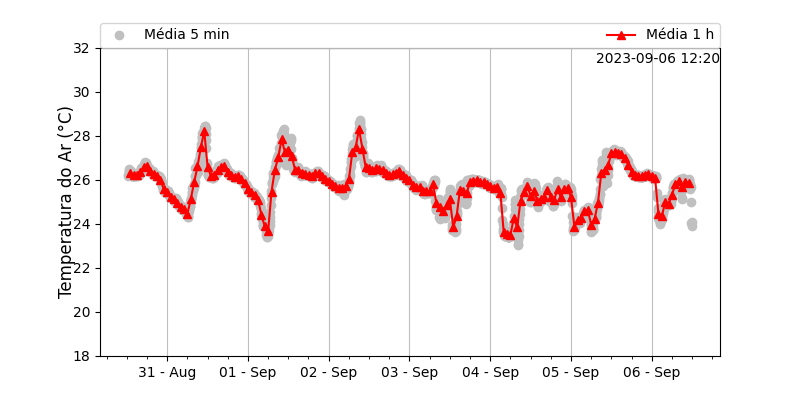 Média 5 min
Média 1 h
2023-09-06 12:20
Temperatura do Ar (°C)
32
30
28
26
24
22
20
18
31 - Aug
01 - Sep
02 - Sep
03 - Sep
04 - Sep
05 - Sep
06 - Sep